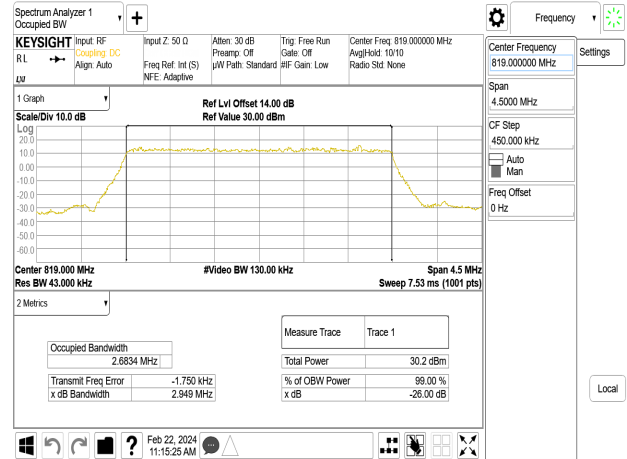 Spectrum Analyzer 1
Occupied BW
Frequency
KEYSIGHT
Input: RF
Coupling: DC
Align: Auto
RL
LXI
Input Z: 50 Ω
Freq Ref: Int (S)
NFE: Adaptive
Atten: 30 dB
Preamp: Off
µW Path: Standard
Trig: Free Run
Gate: Off
#IF Gain: Low
Center Freq: 819.000000 MHz
Avg|Hold: 10/10
Radio Std: None
Center Frequency
819.000000 MHz
Settings
Span
4.5000 MHz
CF Step
450.000 kHz
Auto
Man
Freq Offset
0 Hz
Local
1 Graph
Scale/Div 10.0 dB
Ref Lvl Offset 14.00 dB
Ref Value 30.00 dBm
Log
20.0
10.0
0.00
-10.0
-20.0
-30.0
-40.0
-50.0
-60.0
Center 819.000 MHz
Res BW 43.000 kHz
#Video BW 130.00 kHz
Span 4.5 MHz
Sweep 7.53 ms (1001 pts)
2 Metrics
Measure Trace
Trace 1
Occupied Bandwidth
2.6834 MHz
Total Power
30.2 dBm
Transmit Freq Error
-1.750 kHz
% of OBW Power
99.00 %
x dB Bandwidth
2.949 MHz
x dB
-26.00 dB
?
Feb 22, 2024
11:15:25 AM